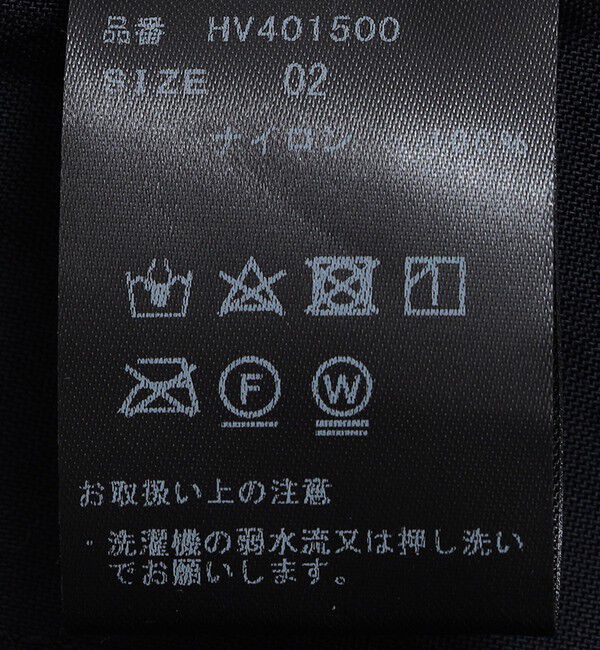 品番 HV401500
SIZE 02
ナイロン 100%
F W
お取扱い上の注意
・洗濯機の弱水流又は押し洗い
でお願いします。